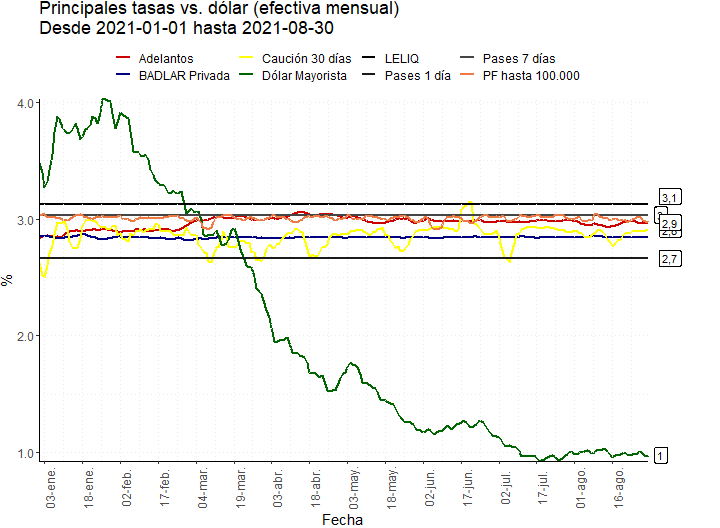 Principales tasas vs. dólar (efectiva mensual)
Desde 2021-01-01 hasta 2021-08-30
Adelantos Caución 30 días LELIQ Pases 7 días
BADLAR Privada Dólar Mayorista Pases 1 día PF hasta 100.000
4.0
3.0
2.0
1.0
%
3,1
2,9
2,7
1
03-ene.
18-ene.
02-feb.
17-feb.
04-mar.
19-mar.
03-abr.
18-abr.
03-may.
18-may.
02-jun.
17-jun.
02-jul.
17-jul.
01-ago.
16-ago.
Fecha